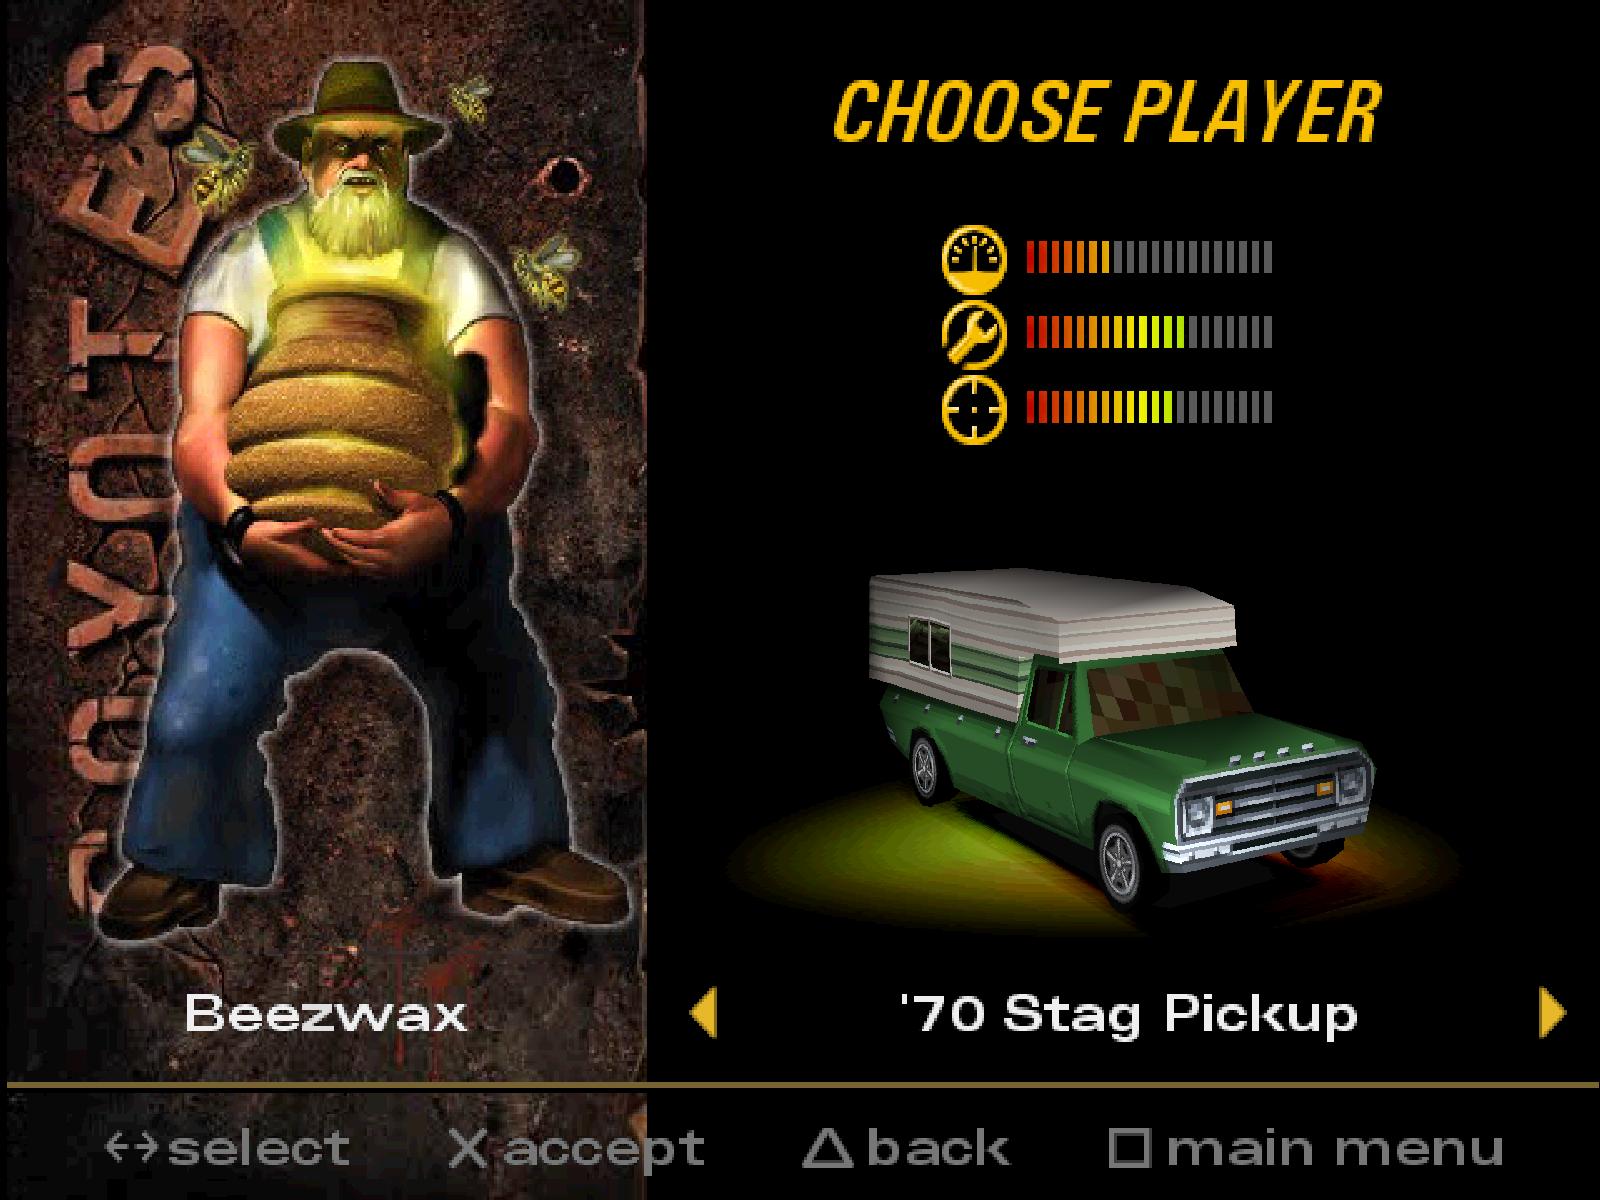 COYOTES
CHOOSE PLAYER
Beezwax
'70 Stag Pickup
↔ select X accept △ back □ main menu